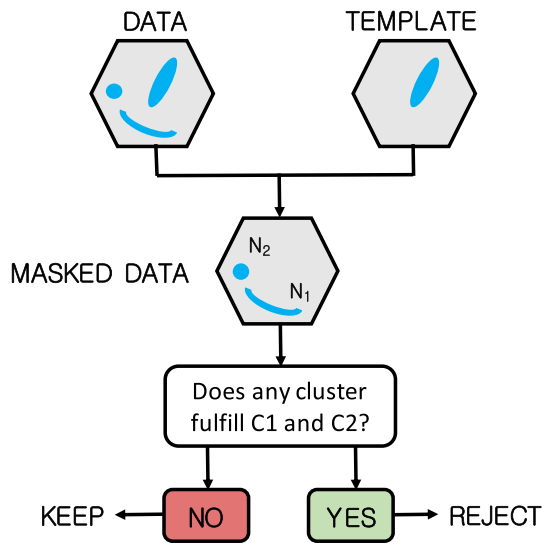 DATA
TEMPLATE
N₂
MASKED DATA
N₁
Does any cluster
fulfill C1 and C2?
KEEP
NO
YES
REJECT